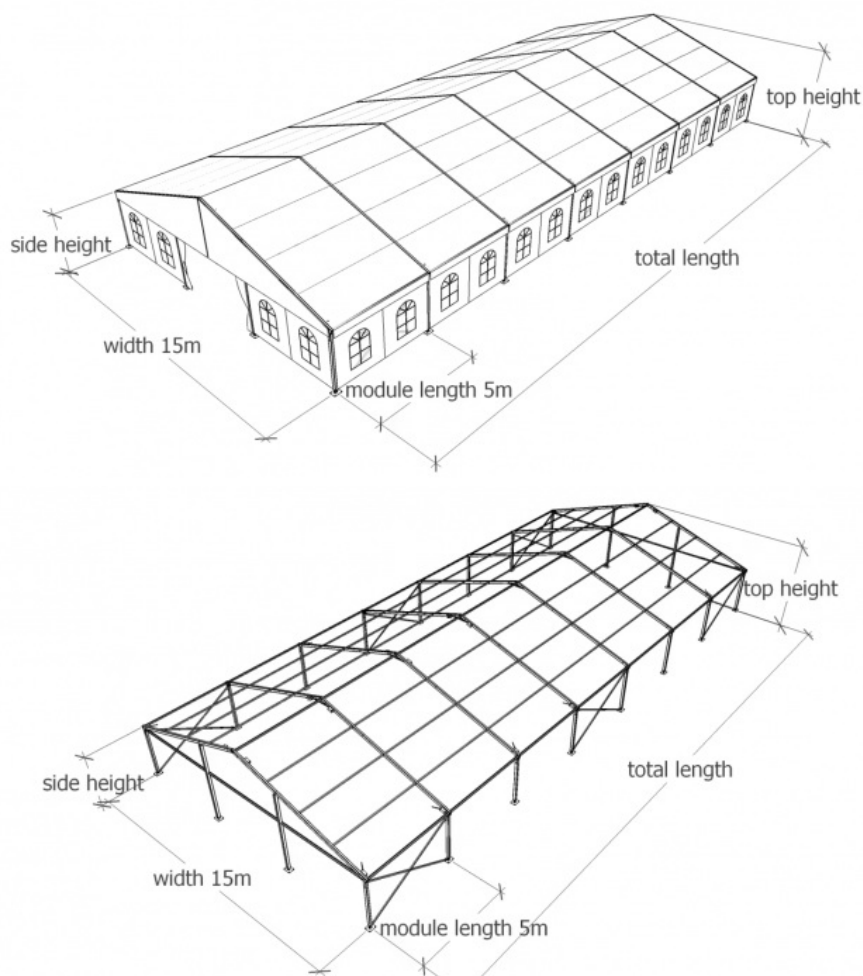 top height
side height
total length
width 15m
module length 5m
top height
side height
total length
width 15m
module length 5m